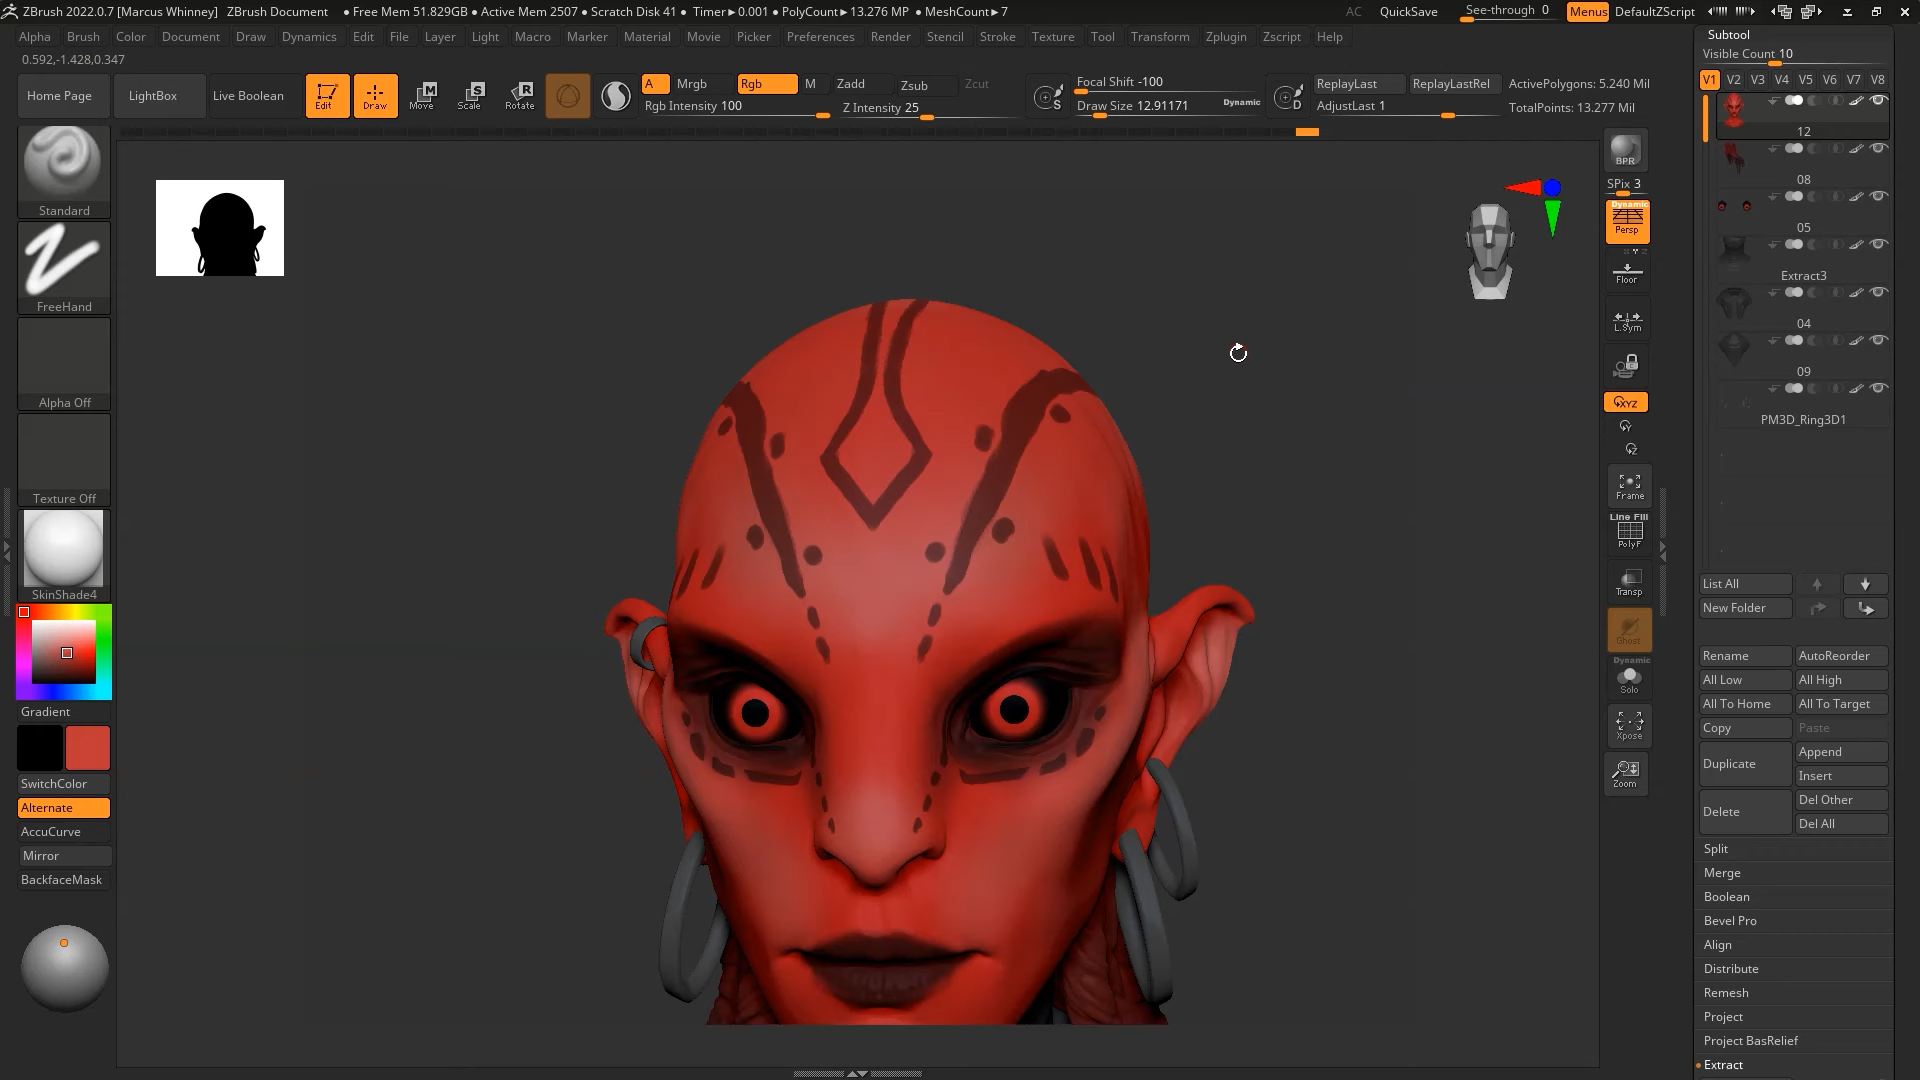 ZBrush 2022.0.7 [Marcus Whinney] ZBrush Document ● Free Mem 51.829GB ● Active Mem 2507 ● Scratch Disk 41 ● Timer►0.001 ● PolyCount►13.276 MP ● MeshCount►7 AC QuickSave See-through 0 Menus DefaultZScript
Alpha Brush Color Document Draw Dynamics Edit File Layer Light Macro Marker Material Movie Picker Preferences Render Stencil Stroke Texture Tool Transform Zplugin Zscript Help
0.592,-1.428,0.347
Home Page LightBox Live Boolean Edit Draw Move Scale Rotate
A Mrgb Rgb M Zadd Zsub Zcut
Rgb Intensity 100 Z Intensity 25
Focal Shift -100
Draw Size 12.91171 Dynamic
ReplayLast ReplayLastRel ActivePolygons: 5.240 Mil
AdjustLast 1 TotalPoints: 13.277 Mil
Standard
FreeHand
Alpha Off
Texture Off
SkinShade4
Gradient
SwitchColor
Alternate
AccuCurve
Mirror
BackfaceMask
BPR
SPix 3
Dynamic
Persp
Floor
L.Sym
XYZ
Frame
Line Fill
PolyF
Transp
Ghost
Dynamic
Solo
Xpose
Zoom
Subtool
Visible Count 10
V1 V2 V3 V4 V5 V6 V7 V8
12
08
05
Extract3
04
09
PM3D_Ring3D1
List All
New Folder
Rename AutoReorder
All Low All High
All To Home All To Target
Copy Paste
Duplicate Append
Insert
Delete Del Other
Del All
Split
Merge
Boolean
Bevel Pro
Align
Distribute
Remesh
Project
Project BasRelief
Extract